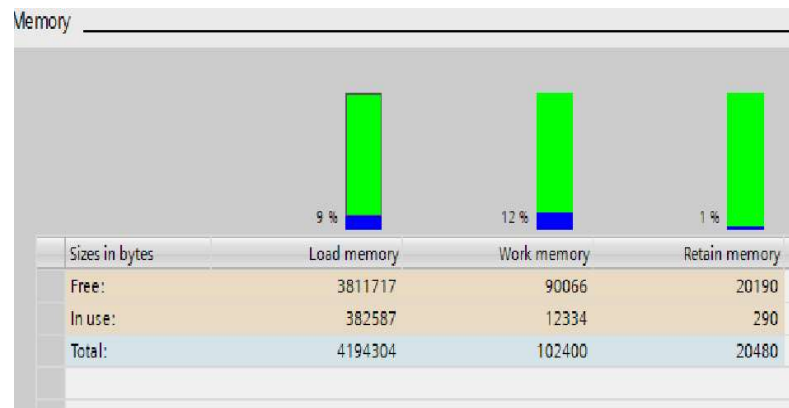 Memory
9 % 12 % 1 %
Sizes in bytes Load memory Work memory Retain memory
Free: 3811717 90066 20190
In use: 382587 12334 290
Total: 4194304 102400 20480